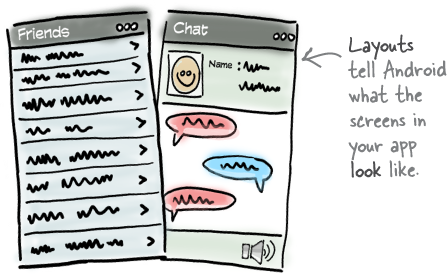 Friends
Chat
Name :
Layouts
tell Android
what the
screens in
your app
look like.